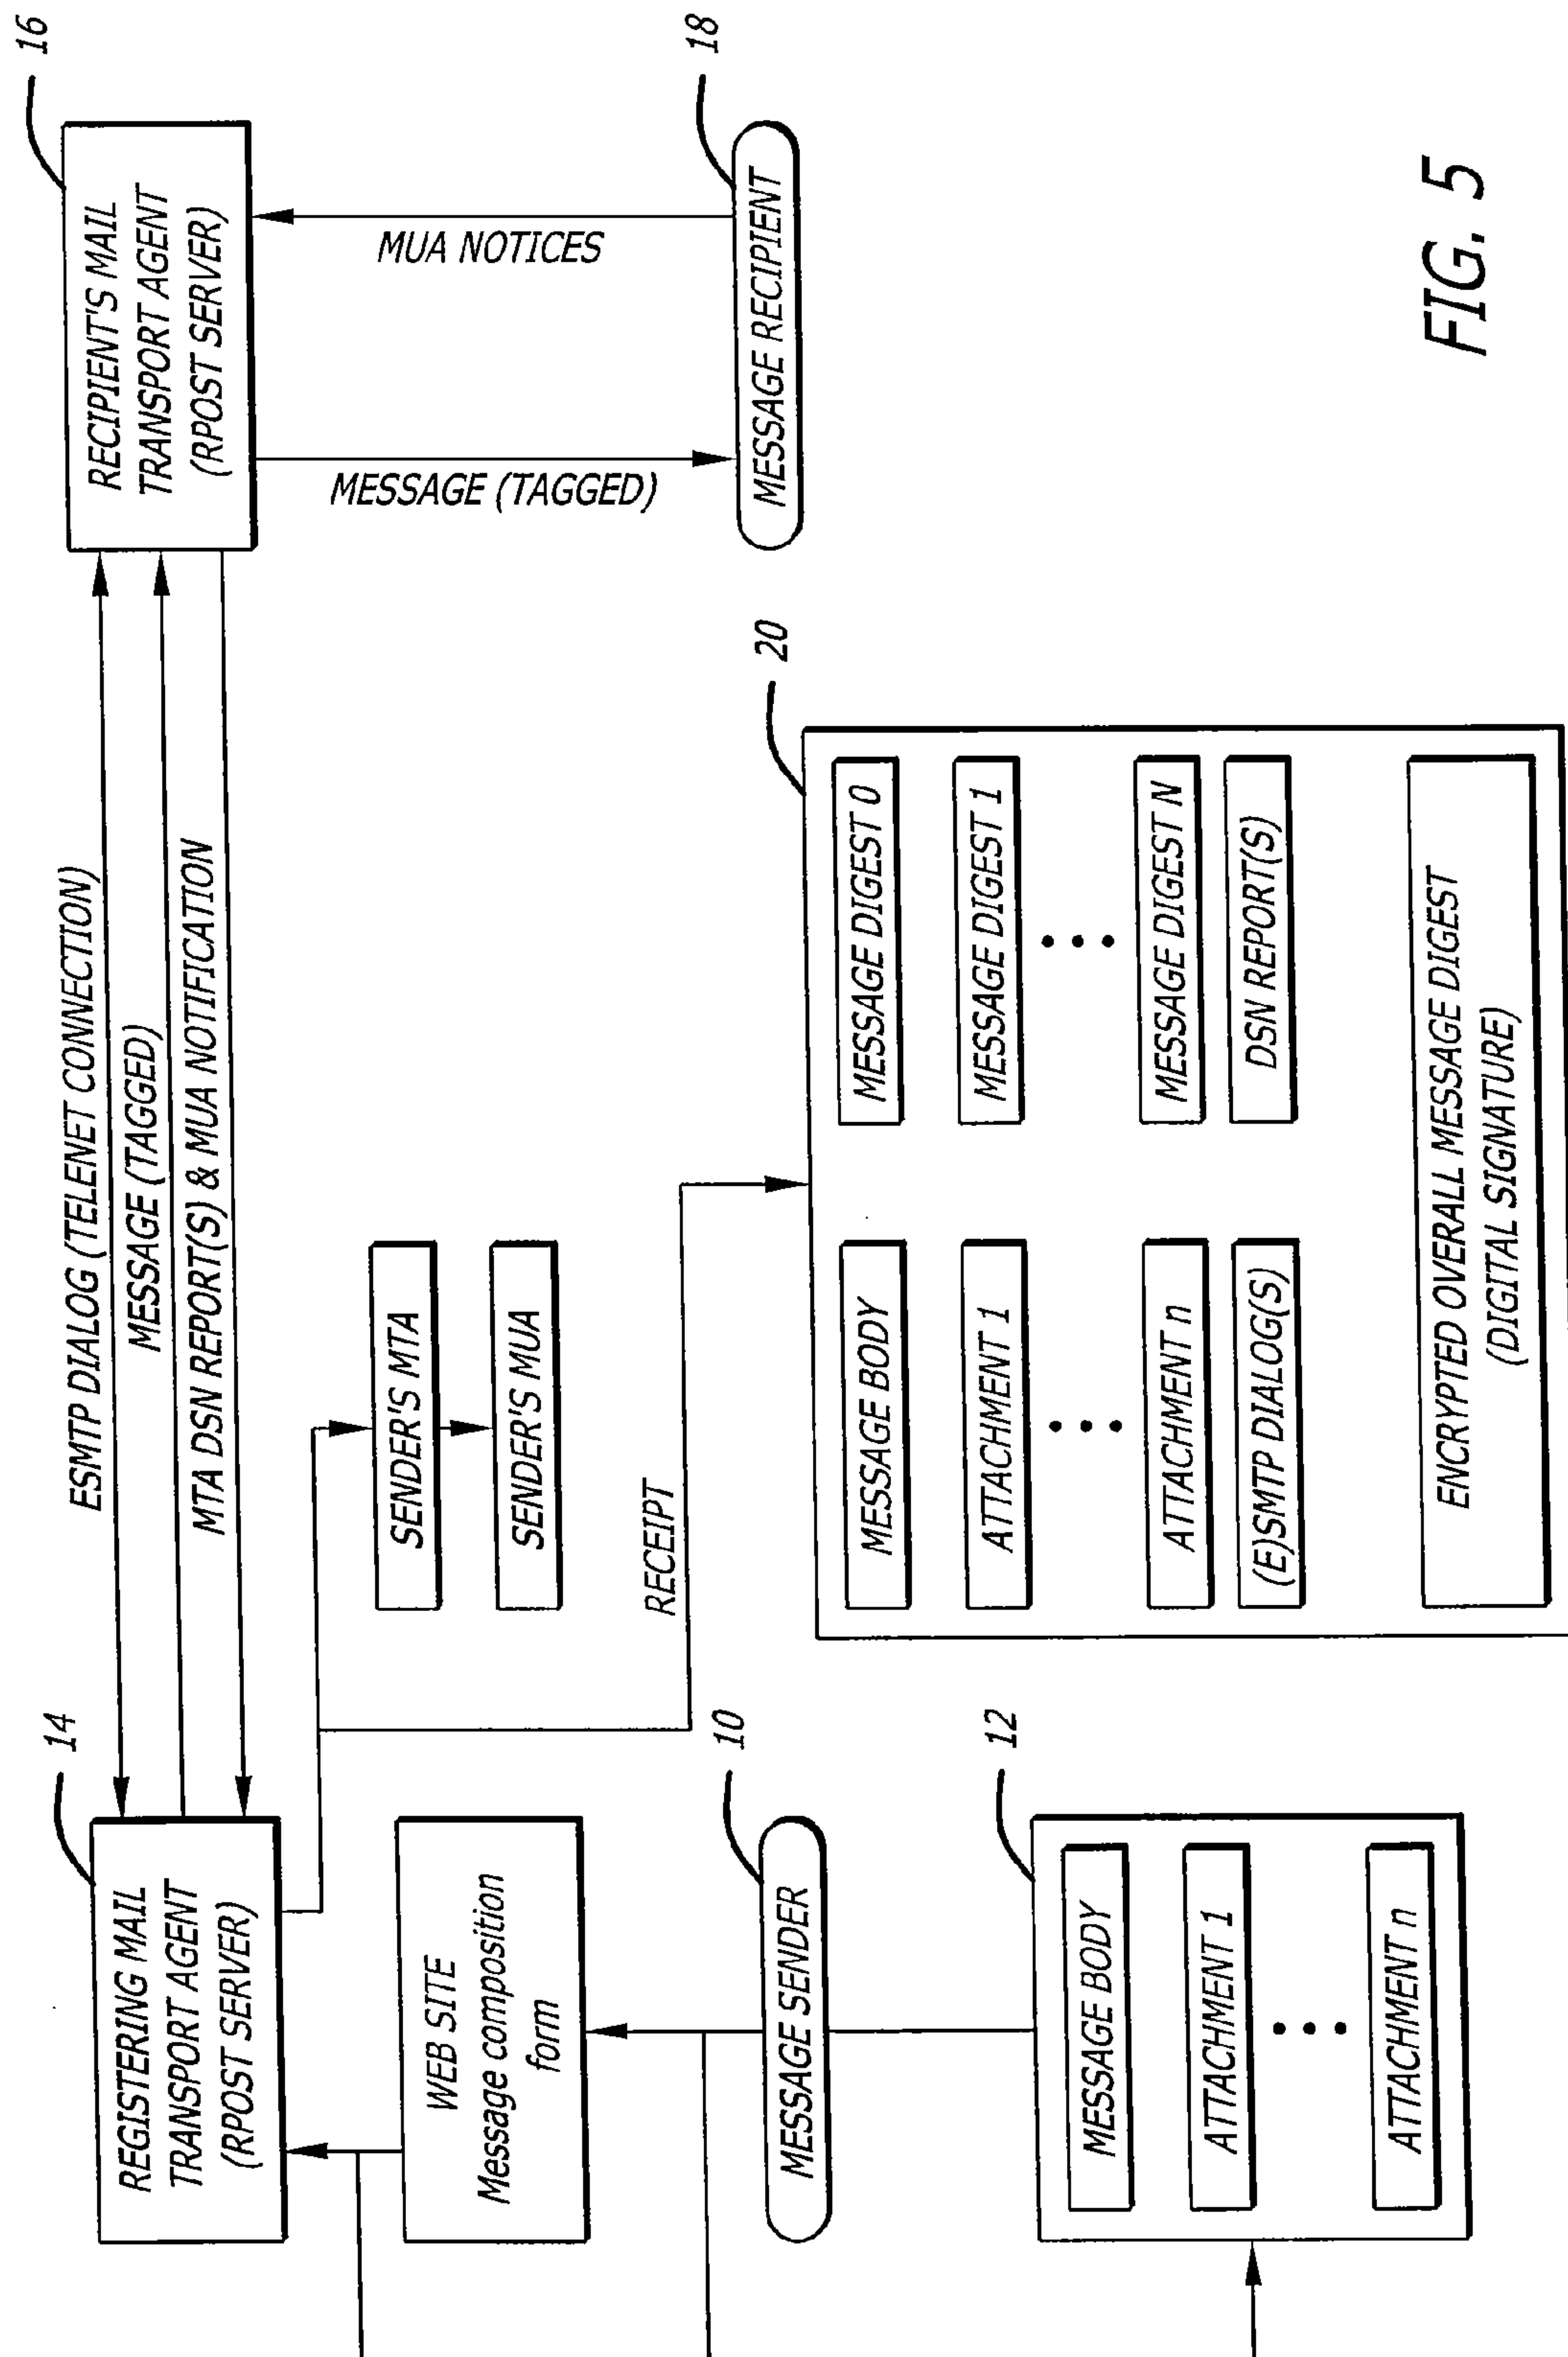 14
REGISTERING MAIL
TRANSPORT AGENT
(RPOST SERVER)
ESMTP DIALOG (TELENET CONNECTION)
MESSAGE (TAGGED)
MTA DSN REPORT(S) & MUA NOTIFICATION
16
RECIPIENT'S MAIL
TRANSPORT AGENT
(RPOST SERVER)
WEB SITE
Message composition
form
SENDER'S MTA
SENDER'S MUA
MESSAGE (TAGGED)
MUA NOTICES
RECEIPT
10
MESSAGE SENDER
18
MESSAGE RECIPIENT
12
MESSAGE BODY
ATTACHMENT 1
ATTACHMENT n
20
MESSAGE BODY
MESSAGE DIGEST 0
ATTACHMENT 1
MESSAGE DIGEST 1
ATTACHMENT n
MESSAGE DIGEST N
(E)SMTP DIALOG(S)
DSN REPORT(S)
ENCRYPTED OVERALL MESSAGE DIGEST
(DIGITAL SIGNATURE)
FIG. 5